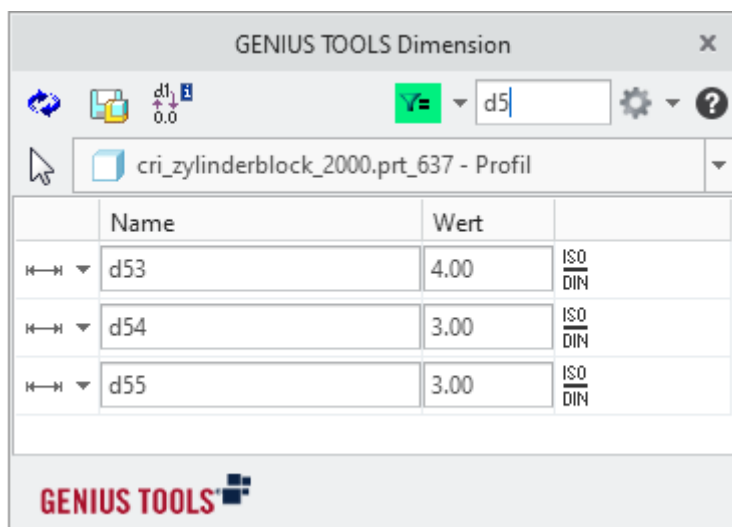 GENIUS TOOLS Dimension
d1 i
0.0
= d5 ?
cri_zylinderblock_2000.prt_637 - Profil
Name Wert
d53 4.00 ISO
DIN
d54 3.00 ISO
DIN
d55 3.00 ISO
DIN
GENIUS TOOLS